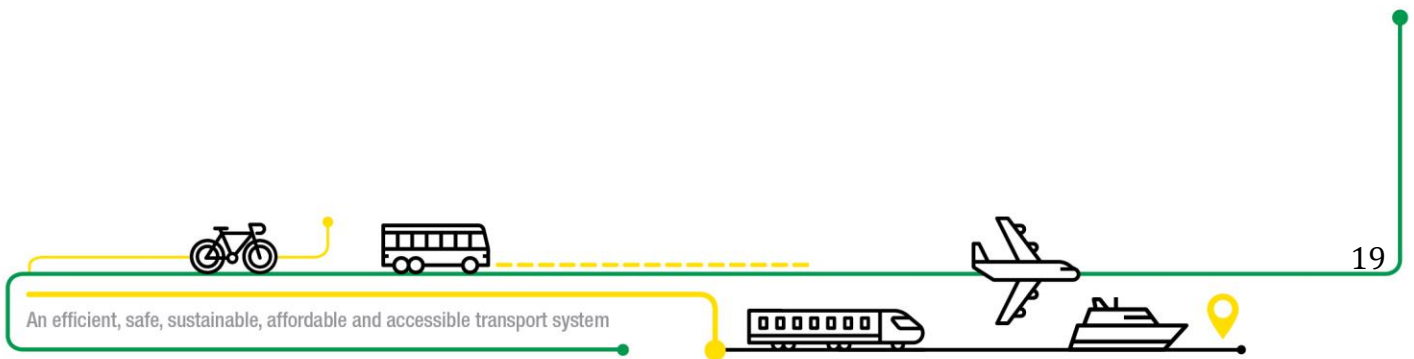 19
An efficient, safe, sustainable, affordable and accessible transport system